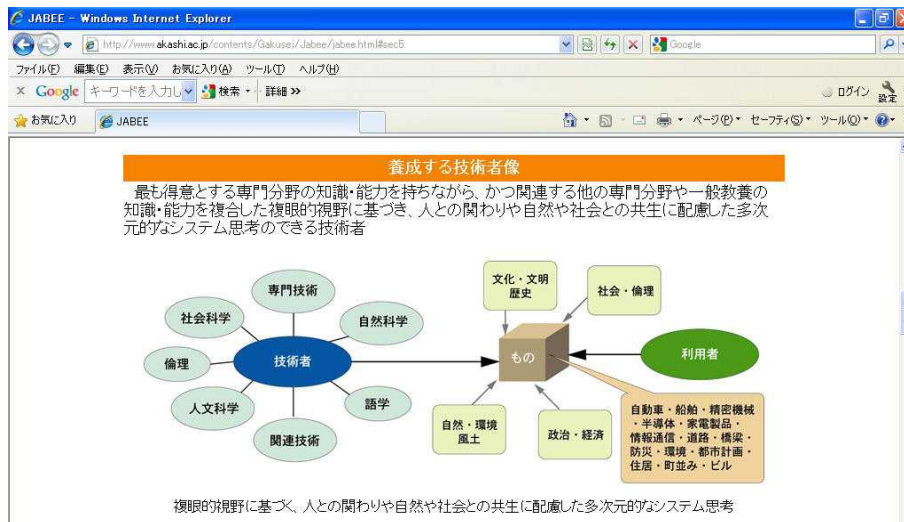 JABEE - Windows Internet Explorer
http://www.akashi.ac.jp/contents/Gakusei/Jabee/jabee.html#sec5
Google
ファイル(F) 編集(E) 表示(V) お気に入り(A) ツール(T) ヘルプ(H)
× Google キーワードを入力し 検索 詳細 >> ログイン 設定
お気に入り JABEE ページ(P) セーフティ(S) ツール(O)
養成する技術者像
最も得意とする専門分野の知識・能力を持ちながら、かつ関連する他の専門分野や一般教養の
知識・能力を複合した複眼的視野に基づき、人との関わりや自然や社会との共生に配慮した多次
元的なシステム思考のできる技術者
専門技術
社会科学
自然科学
倫理
技術者
人文科学
語学
関連技術
文化・文明
歴史
社会・倫理
もの
利用者
自然・環境
風土
政治・経済
自動車・船舶・精密機械
・半導体・家電製品・
情報通信・道路・橋梁・
防災・環境・都市計画・
住居・町並み・ビル
複眼的視野に基づく、人との関わりや自然や社会との共生に配慮した多次元的なシステム思考